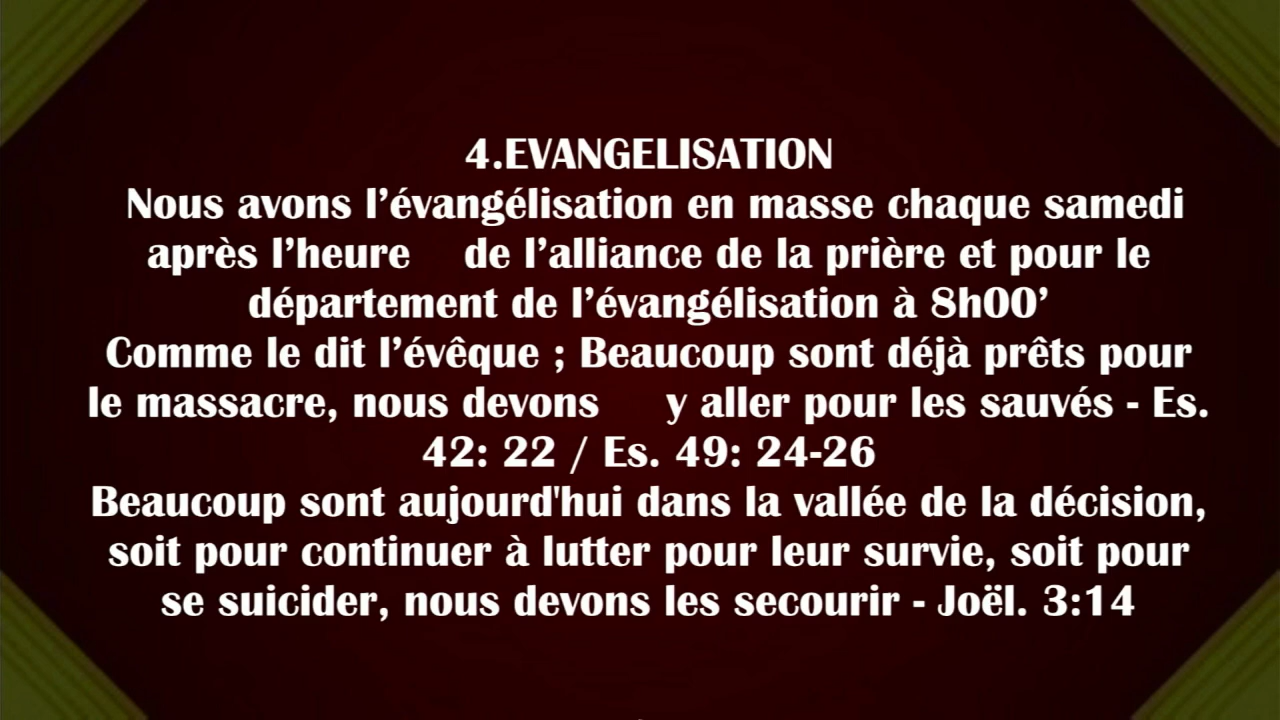 4.EVANGELISATION
Nous avons l’évangélisation en masse chaque samedi
après l’heure de l’alliance de la prière et pour le
département de l’évangélisation à 8h00’
Comme le dit l’évêque ; Beaucoup sont déjà prêts pour
le massacre, nous devons y aller pour les sauvés - Es.
42: 22 / Es. 49: 24-26
Beaucoup sont aujourd'hui dans la vallée de la décision,
soit pour continuer à lutter pour leur survie, soit pour
se suicider, nous devons les secourir - Joël. 3:14